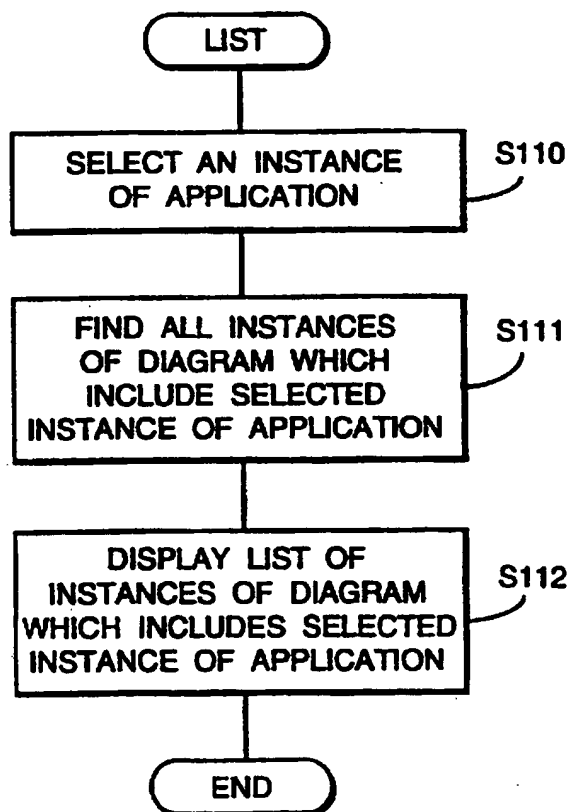 LIST
SELECT AN INSTANCE
OF APPLICATION
S110
FIND ALL INSTANCES
OF DIAGRAM WHICH
INCLUDE SELECTED
INSTANCE OF APPLICATION
S111
DISPLAY LIST OF
INSTANCES OF DIAGRAM
WHICH INCLUDES SELECTED
INSTANCE OF APPLICATION
S112
END